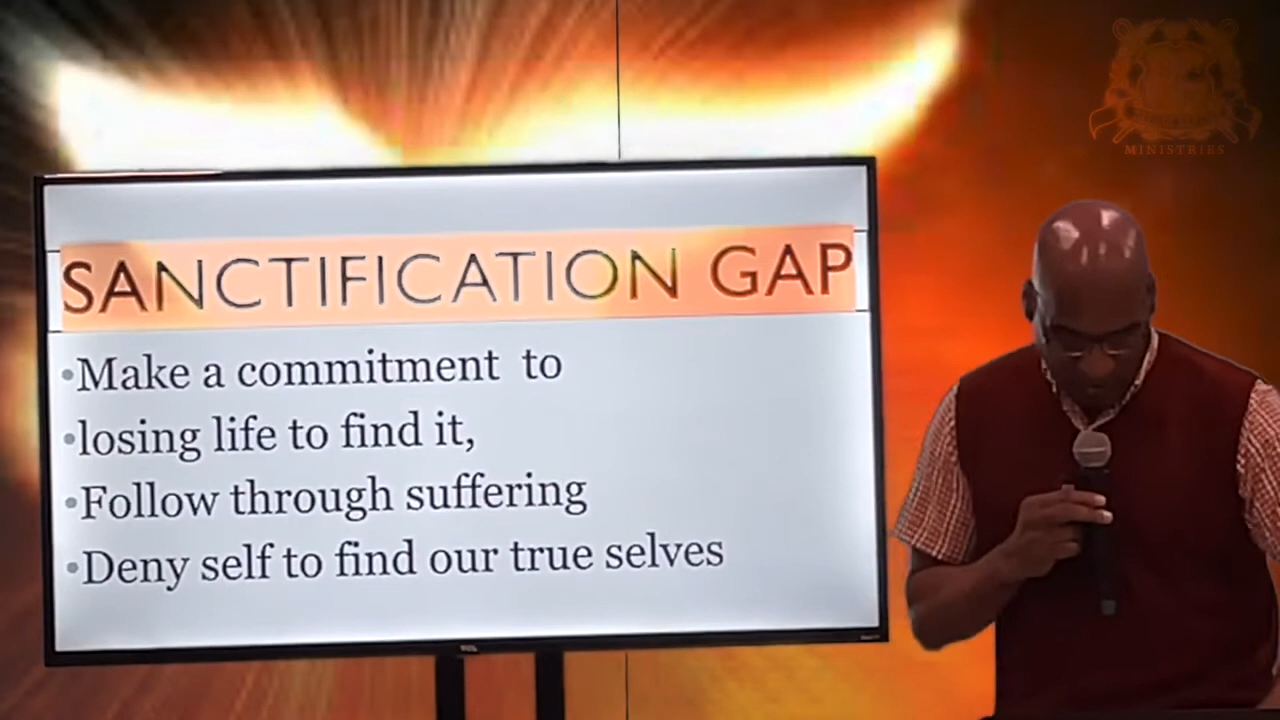 SANCTIFICATION GAP
•Make a commitment to
•losing life to find it,
•Follow through suffering
•Deny self to find our true selves
MINISTRIES
TCL